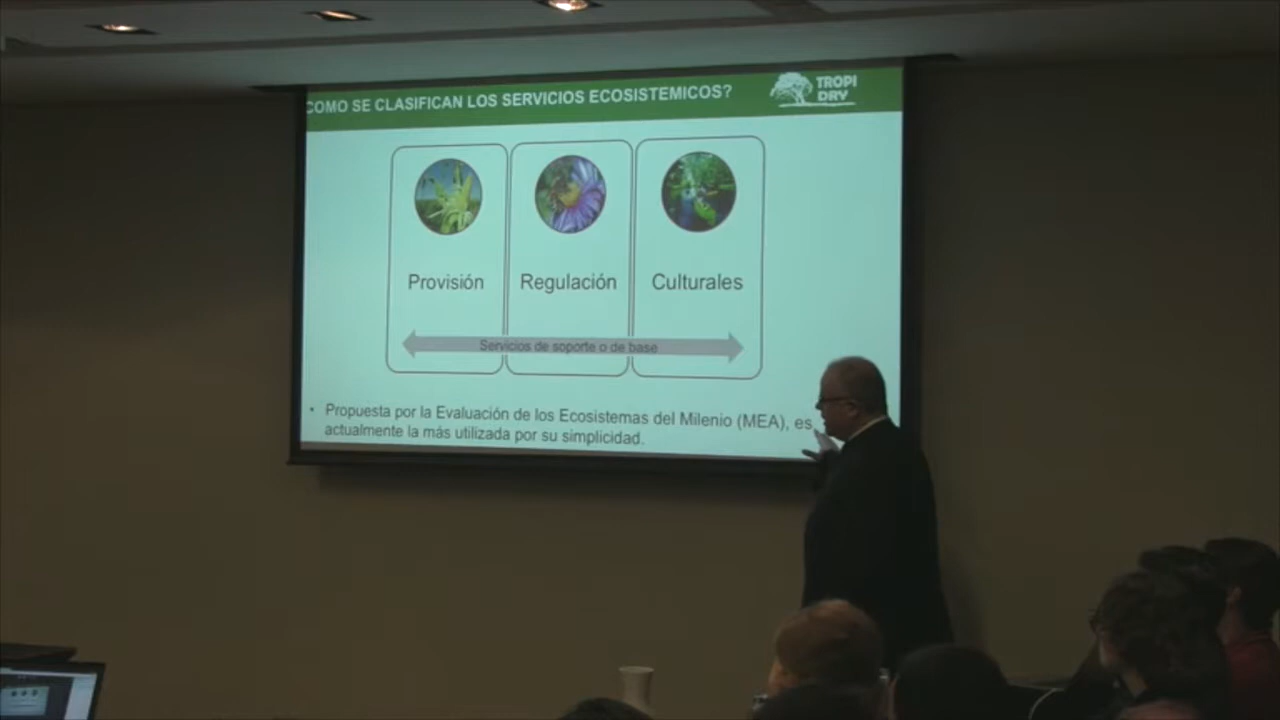 COMO SE CLASIFICAN LOS SERVICIOS ECOSISTEMICOS?
TROPI
DRY
Provisión
Regulación
Culturales
Servicios de soporte o de base
• Propuesta por la Evaluación de los Ecosistemas del Milenio (MEA), es
actualmente la más utilizada por su simplicidad.